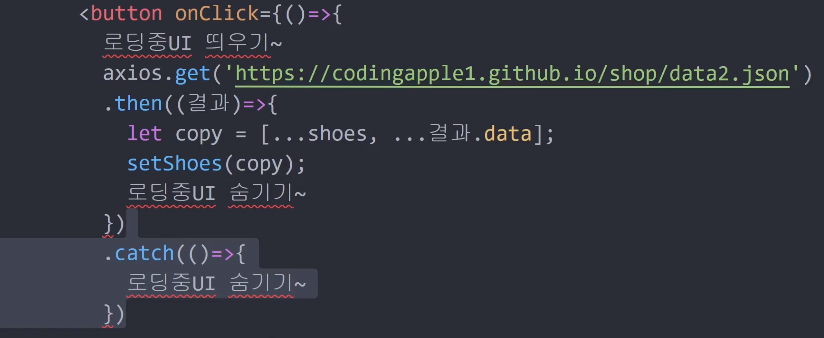 <button onClick={()=>{
로딩중UI 띄우기~
axios.get('https://codingapple1.github.io/shop/data2.json')
.then((결과)=>{
let copy = [...shoes, ...결과.data];
setShoes(copy);
로딩중UI 숨기기~
})
.catch(()=>{
로딩중UI 숨기기~
})